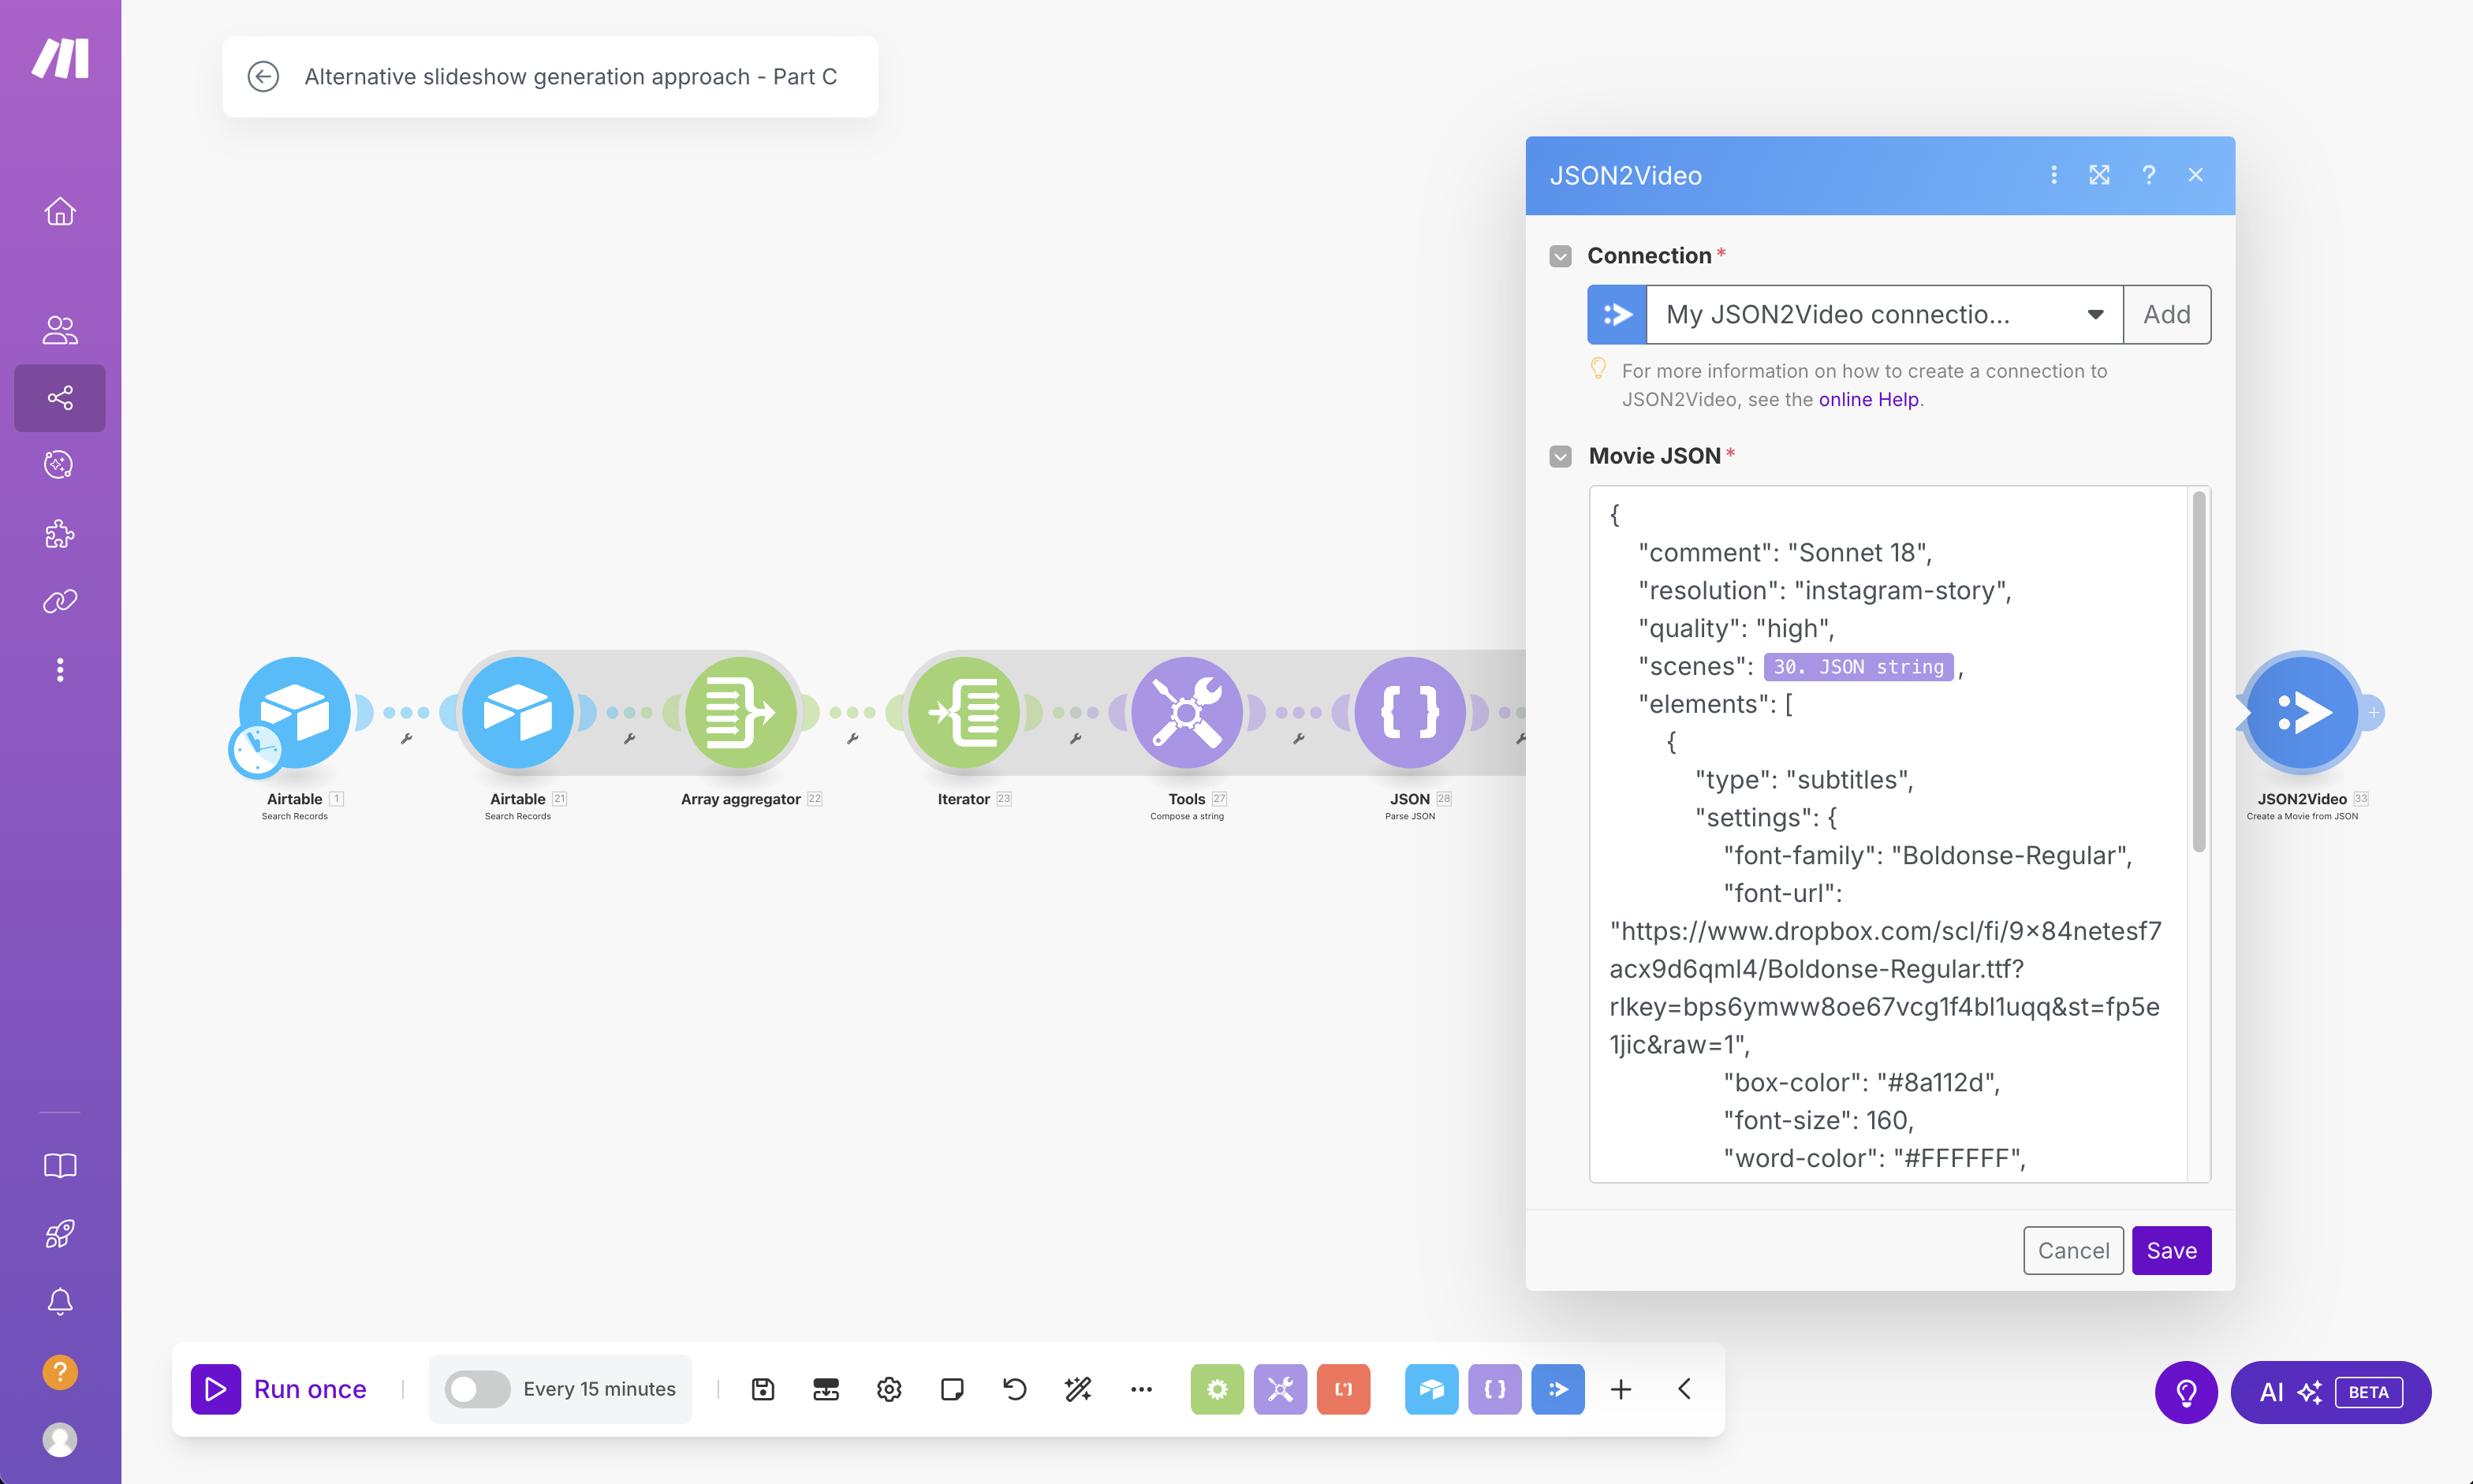 Alternative slideshow generation approach - Part C
JSON2Video
Connection *
My JSON2Video connectio...
Add
For more information on how to create a connection to
JSON2Video, see the online Help.
Movie JSON *
{
"comment": "Sonnet 18",
"resolution": "instagram-story",
"quality": "high",
"scenes": 30. JSON string ,
"elements": [
{
"type": "subtitles",
"settings": {
"font-family": "Boldonse-Regular",
"font-url":
"https://www.dropbox.com/scl/fi/9x84netesf7
acx9d6qml4/Boldonse-Regular.ttf?
rlkey=bps6ymww8oe67vcg1f4bl1uqq&st=fp5e
1jic&raw=1",
"box-color": "#8a112d",
"font-size": 160,
"word-color": "#FFFFFF",
Cancel
Save
Airtable 1
Search Records
Airtable 21
Search Records
Array aggregator 22
Iterator 23
Tools 27
Compose a string
JSON 28
Parse JSON
JSON2Video 33
Create a Movie from JSON
Run once
Every 15 minutes
AI BETA